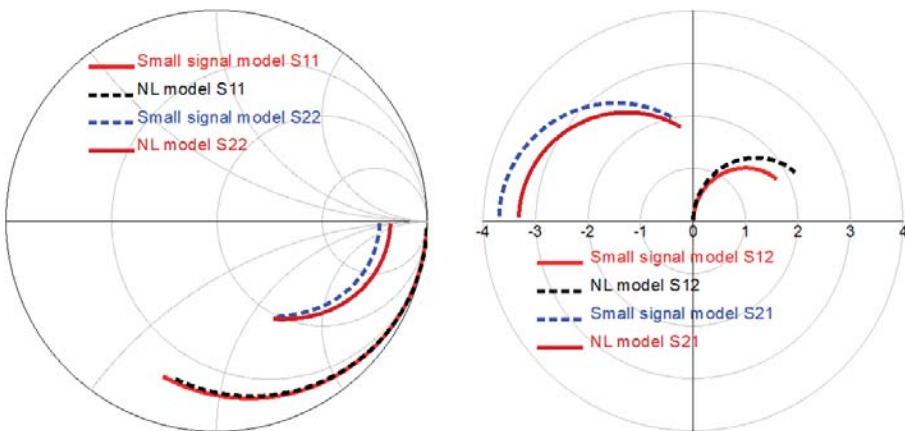 Small signal model S11
NL model S11
Small signal model S22
NL model S22
-4 -3 -2 -1 0 1 2 3 4
Small signal model S12
NL model S12
Small signal model S21
NL model S21